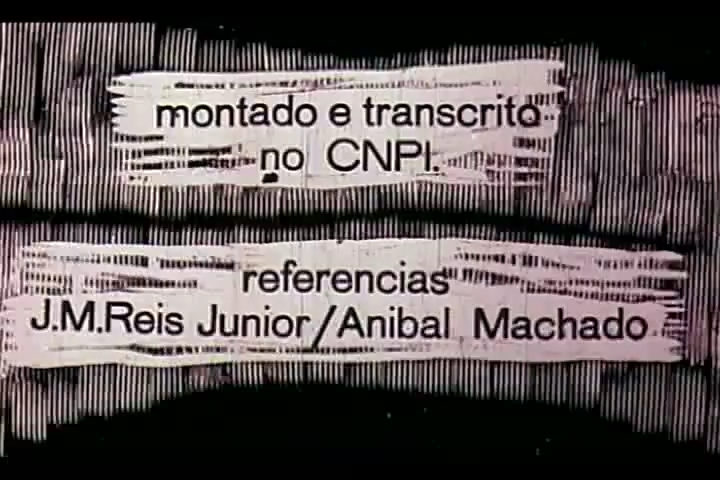 montado e transcrito
no CNPI.
referencias
J.M.Reis Junior/Anibal Machado